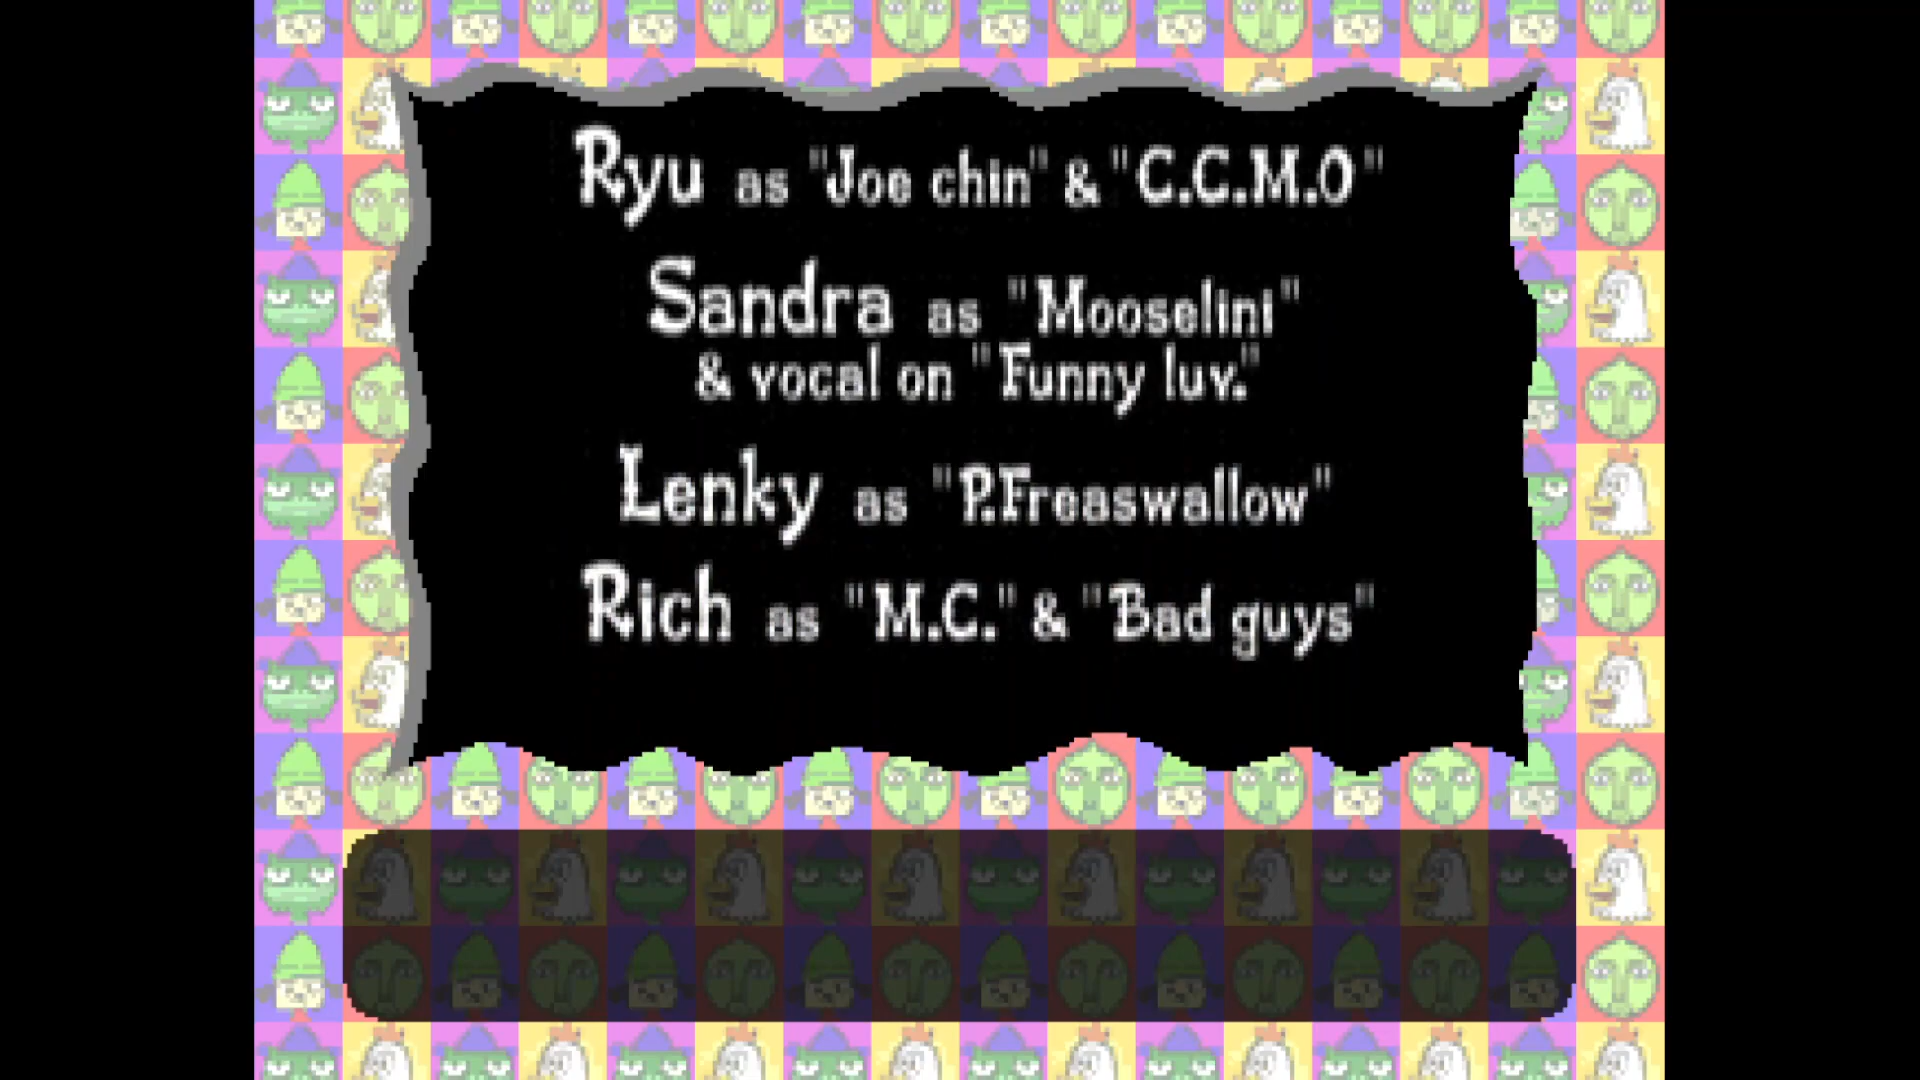 Ryu as "Joe chin" & "C.C.M.O"
Sandra as "Mooselini"
& vocal on "Funny luv."
Lenky as "P.Freaswallow"
Rich as "M.C." & "Bad guys"